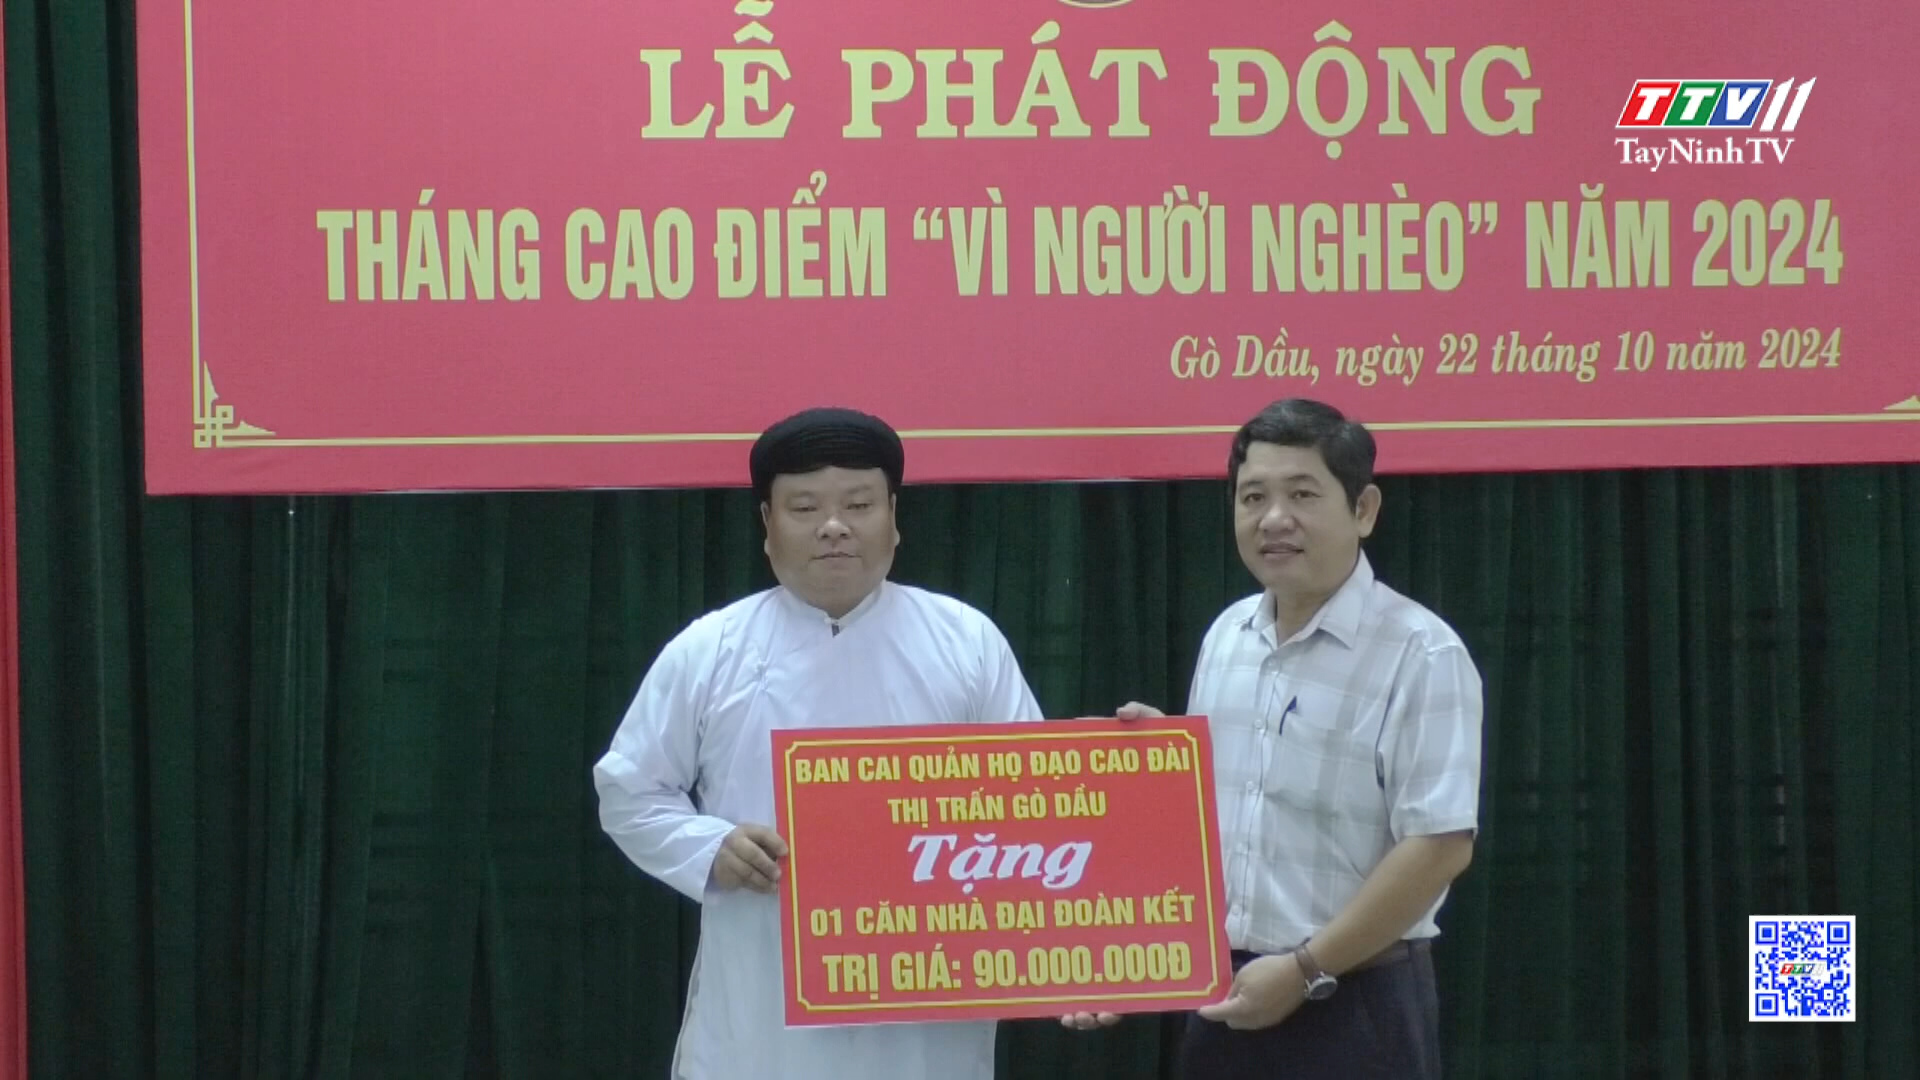 LỄ PHÁT ĐỘNG
TTV11
TayNinhTV
THÁNG CAO ĐIỂM “VÌ NGƯỜI NGHÈO” NĂM 2024
Gò Dầu, ngày 22 tháng 10 năm 2024
BAN CAI QUẢN HỌ ĐẠO CAO ĐÀI
THỊ TRẤN GÒ DẦU
Tặng
01 CĂN NHÀ ĐẠI ĐOÀN KẾT
TRỊ GIÁ: 90.000.000Đ
TTV11